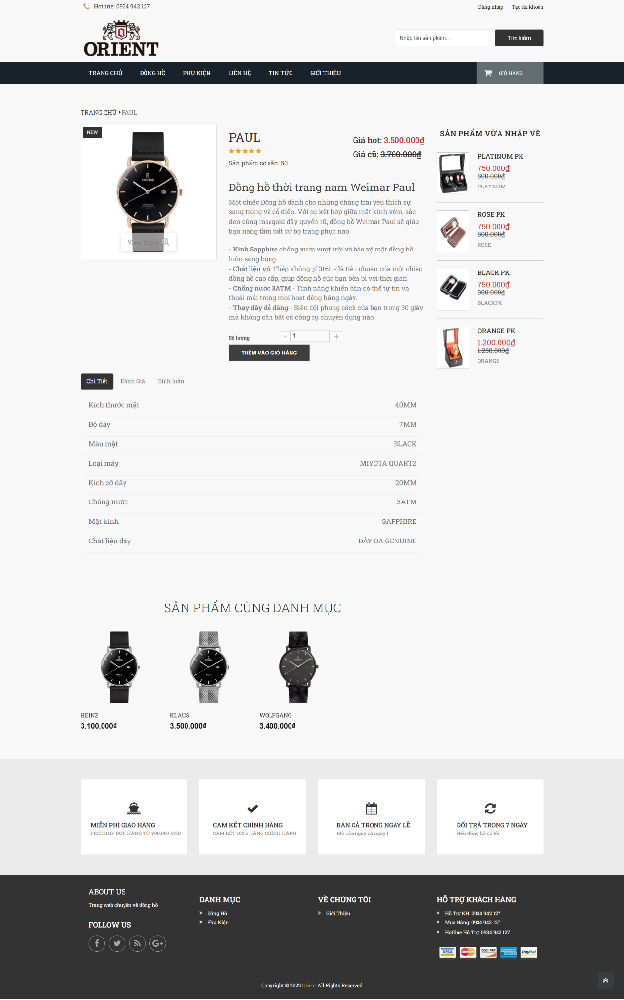 Hotline: 0934 942 127
Đăng nhập
Tạo tài khoản
ORIENT
Nhập tên sản phẩm...
Tìm kiếm
TRANG CHỦ
ĐỒNG HỒ
PHỤ KIỆN
LIÊN HỆ
TIN TỨC
GIỚI THIỆU
GIỎ HÀNG
TRANG CHỦ PAUL
NEW
CORNISH
WEIMAR
View larger
PAUL
Giá hot: 3.500.000₫
Giá cũ: 3.700.000₫
Sản phẩm có sẵn: 50
Đồng hồ thời trang nam Weimar Paul
Một chiếc Đồng hồ dành cho những chàng trai yêu thích sự
sang trọng và cổ điển. Với sự kết hợp giữa mặt kính vòm, sắc
đen cùng rosegold đầy quyến rũ, đồng hồ Weimar Paul sẽ giúp
bạn nâng tầm bất cứ bộ trang phục nào.
- Kính Sapphire chống xước vượt trội và bảo vệ mặt đồng hồ
luôn sáng bóng
- Chất liệu vỏ: Thép không gỉ 316L - là tiêu chuẩn của một chiếc
đồng hồ cao cấp, giúp đồng hồ của bạn bền bỉ với thời gian
- Chống nước 3ATM - Tính năng khiến bạn có thể tự tin và
thoải mái trong mọi hoạt động hàng ngày.
- Thay dây dễ dàng - Biến đổi phong cách của bạn trong 30 giây
mà không cần bất cứ công cụ chuyên dụng nào
Số lượng
- 1 +
THÊM VÀO GIỎ HÀNG
SẢN PHẨM VỪA NHẬP VỀ
PLATINUM PK
750.000₫
800.000₫
PLATINUM
ROSE PK
750.000₫
800.000₫
ROSE
BLACK PK
750.000₫
800.000₫
BLACKPK
ORANGE PK
1.200.000₫
1.250.000₫
ORANGE
Chi Tiết
Đánh Giá
Bình luận
Kích thước mặt 40MM
Độ dày 7MM
Màu mặt BLACK
Loại máy MIYOTA QUARTZ
Kích cỡ dây 20MM
Chống nước 3ATM
Mặt kính SAPPHIRE
Chất liệu dây DÂY DA GENUINE
SẢN PHẨM CÙNG DANH MỤC
HEINZ
3.100.000₫
KLAUS
3.500.000₫
WOLFGANG
3.400.000₫
MIỄN PHÍ GIAO HÀNG
FREESHIP ĐƠN HÀNG TỪ 700.000 VND
CAM KẾT CHÍNH HÃNG
CAM KẾT 100% HÀNG CHÍNH HÃNG
BÁN CẢ TRONG NGÀY LỄ
Mở cửa ngay cả ngày l
ĐỔI TRẢ TRONG 7 NGÀY
Nếu đồng hồ có lỗi
ABOUT US
Trang web chuyên về đồng hồ
FOLLOW US
DANH MỤC
Đồng Hồ
Phụ Kiện
VỀ CHÚNG TÔI
Giới Thiệu
HỖ TRỢ KHÁCH HÀNG
Hỗ Trợ KH: 0934 942 127
Mua Hàng: 0934 942 127
Hotline Hỗ Trợ: 0934 942 127
VISA
MasterCard
DISCOVER
AMERICAN EXPRESS
PayPal
Copyright © 2022 Orient All Rights Reserved